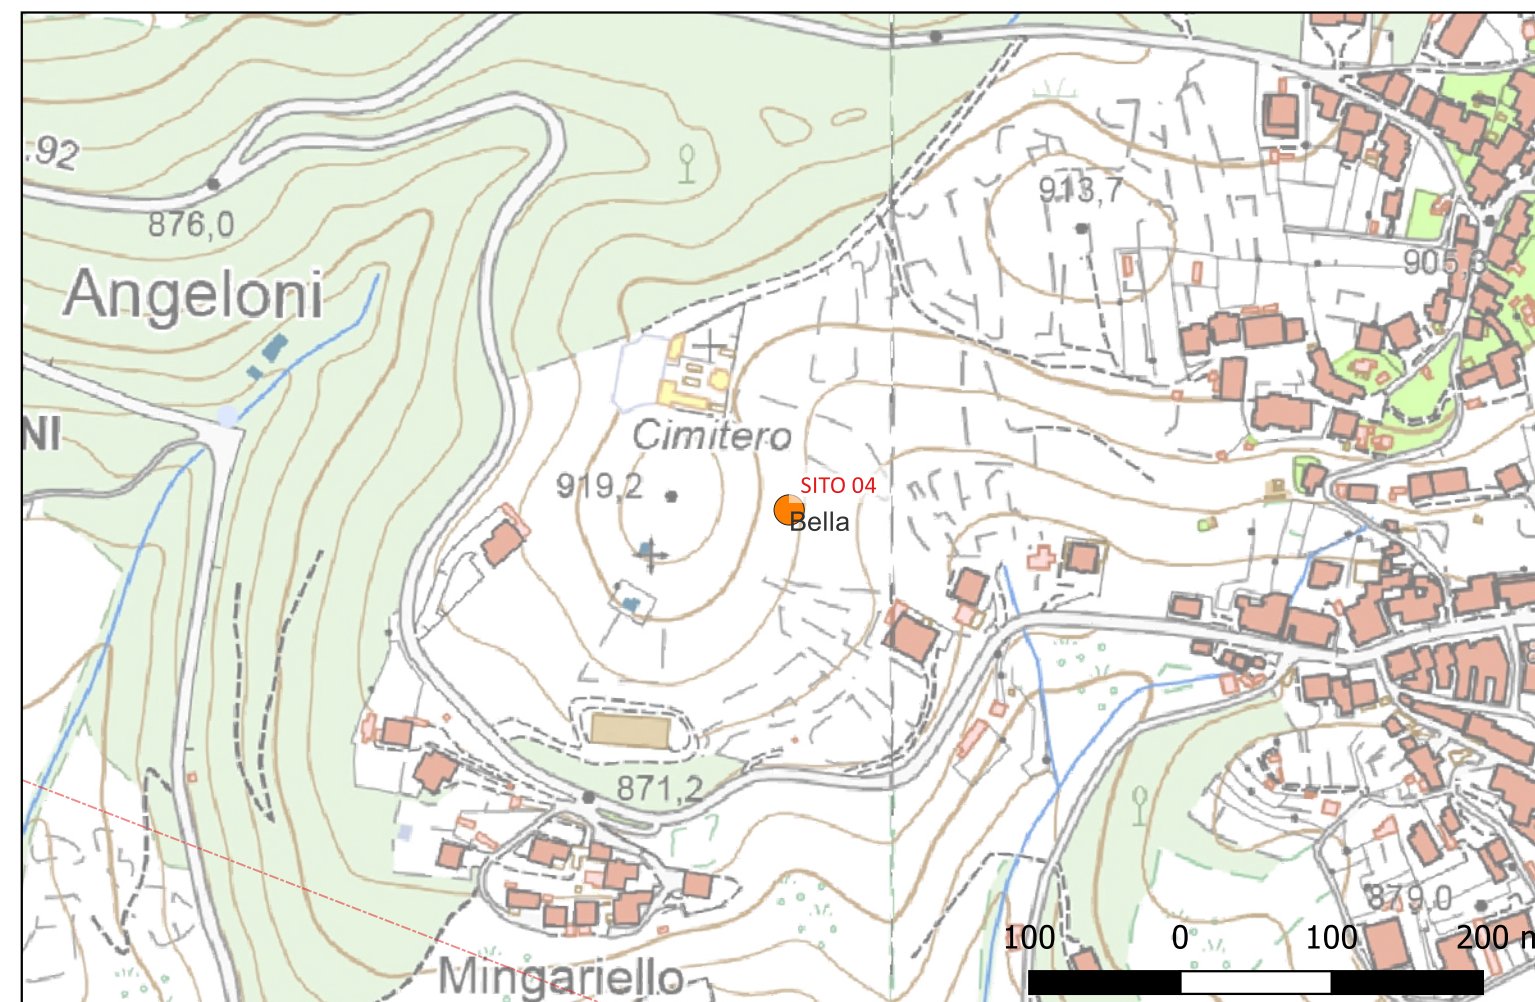 .92
913,7
876,0
905,3
Angeloni
NI
Cimitero
919,2
SITO 04
Bella
871,2
879,0
100 0 100 200 m
Mingariello